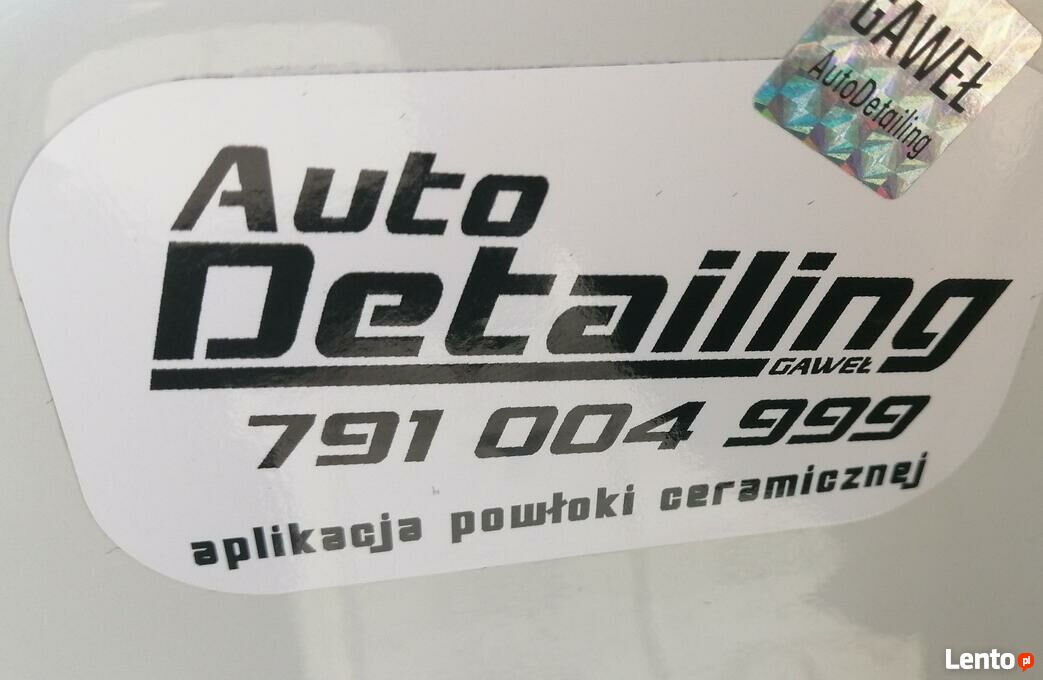 GAWEŁ
AutoDetailing
Auto
Detailing
GAWEŁ
791 004 999
aplikacja powłoki ceramicznej
Lento pl